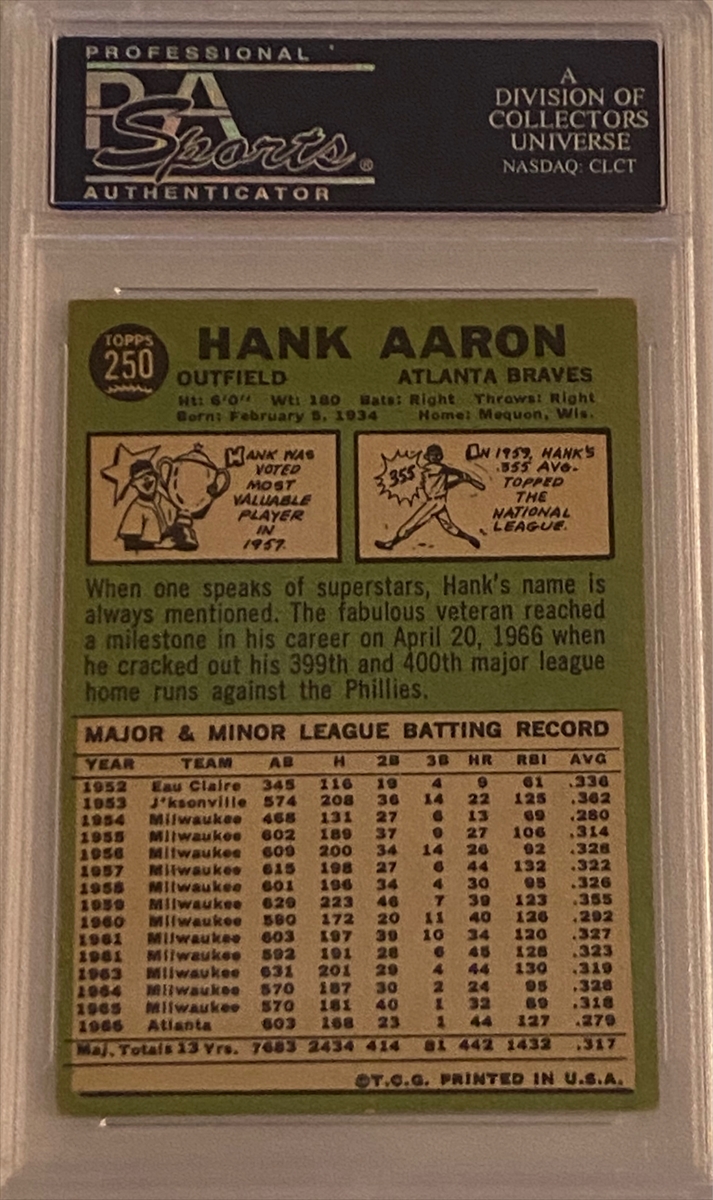 PROFESSIONAL
PSA
Sports®
AUTHENTICATOR
A
DIVISION OF
COLLECTORS
UNIVERSE
NASDAQ: CLCT
TOPPS
250
HANK AARON
OUTFIELD ATLANTA BRAVES
Ht: 6'0" Wt: 180 Bats: Right Throws: Right
Born: February 5, 1934 Home: Mequon, Wis.
HANK WAS
VOTED
MOST
VALUABLE
PLAYER
IN
1957.
355
IN 1959, HANK'S
.355 AVG.
TOPPED
THE
NATIONAL
LEAGUE.
When one speaks of superstars, Hank's name is
always mentioned. The fabulous veteran reached
a milestone in his career on April 20, 1966 when
he cracked out his 399th and 400th major league
home runs against the Phillies.
MAJOR & MINOR LEAGUE BATTING RECORD
YEAR TEAM AB H 2B 3B HR RBI AVG
1952 Eau Claire 345 116 19 4 9 61 .336
1953 J'ksonville 574 208 36 14 22 125 .362
1954 Milwaukee 468 131 27 6 13 69 .280
1955 Milwaukee 602 189 37 9 27 106 .314
1956 Milwaukee 609 200 34 14 26 92 .328
1957 Milwaukee 615 198 27 6 44 132 .322
1958 Milwaukee 601 196 34 4 30 95 .326
1959 Milwaukee 629 223 46 7 39 123 .355
1960 Milwaukee 590 172 20 11 40 126 .292
1961 Milwaukee 603 197 39 10 34 120 .327
1961 Milwaukee 592 191 28 6 45 128 .323
1963 Milwaukee 631 201 29 4 44 130 .319
1964 Milwaukee 570 187 30 2 24 95 .328
1965 Milwaukee 570 181 40 1 32 89 .318
1966 Atlanta 603 168 23 1 44 127 .279
Maj. Totals 13 Yrs. 7683 2434 414 81 442 1432 .317
©T.C.G. PRINTED IN U.S.A.